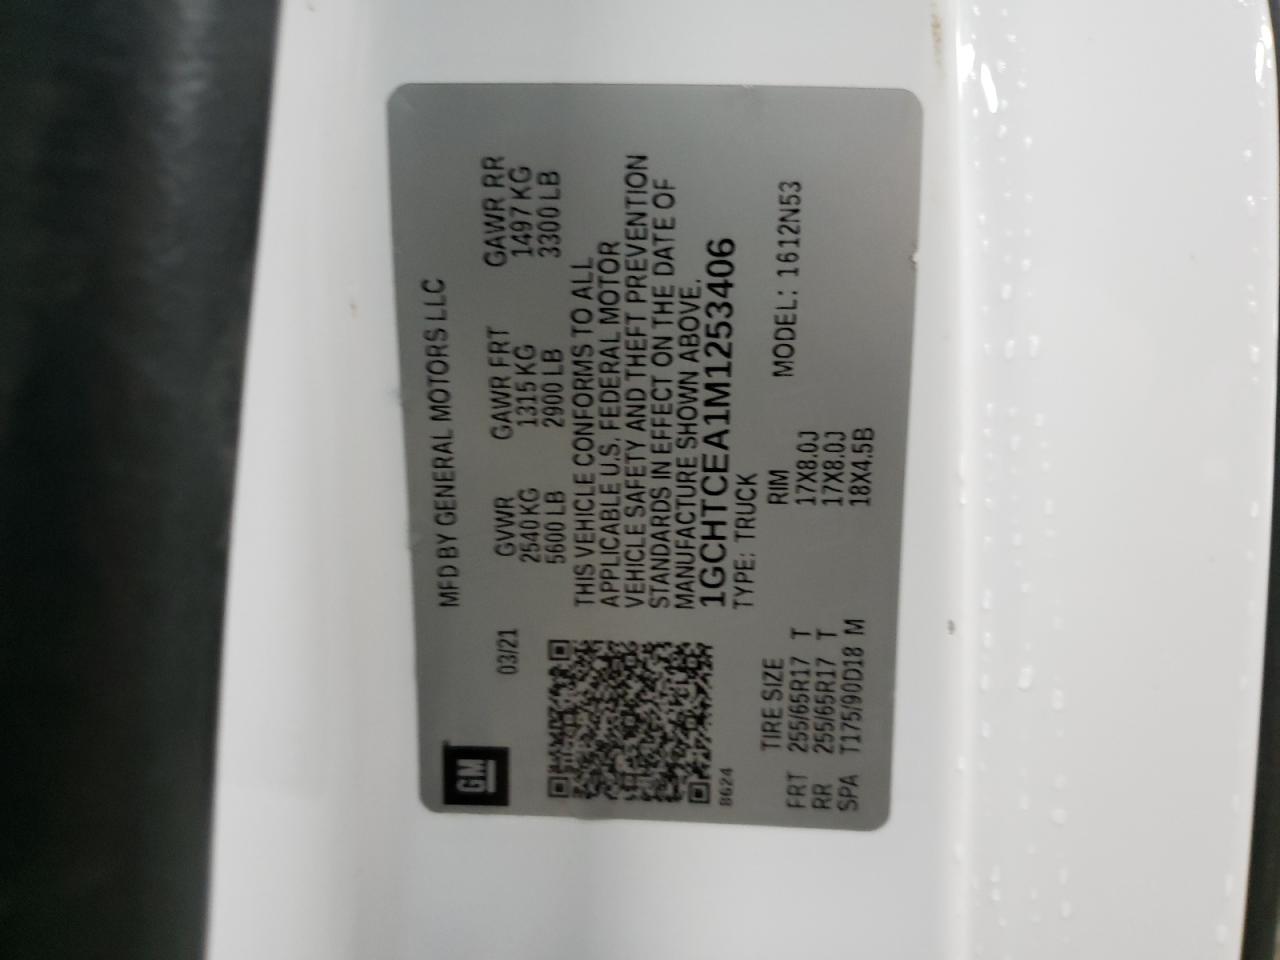 GM
MFD BY GENERAL MOTORS LLC
03/21
GVWR GAWR FRT GAWR RR
2540 KG 1315 KG 1497 KG
5600 LB 2900 LB 3300 LB
THIS VEHICLE CONFORMS TO ALL
APPLICABLE U.S. FEDERAL MOTOR
VEHICLE SAFETY AND THEFT PREVENTION
STANDARDS IN EFFECT ON THE DATE OF
MANUFACTURE SHOWN ABOVE.
1GCHTCEA1M1253406
8624
TYPE: TRUCK
TIRE SIZE RIM MODEL: 1612N53
FRT 255/65R17 T 17X8.0J
RR 255/65R17 T 17X8.0J
SPA T175/90D18 M 18X4.5B